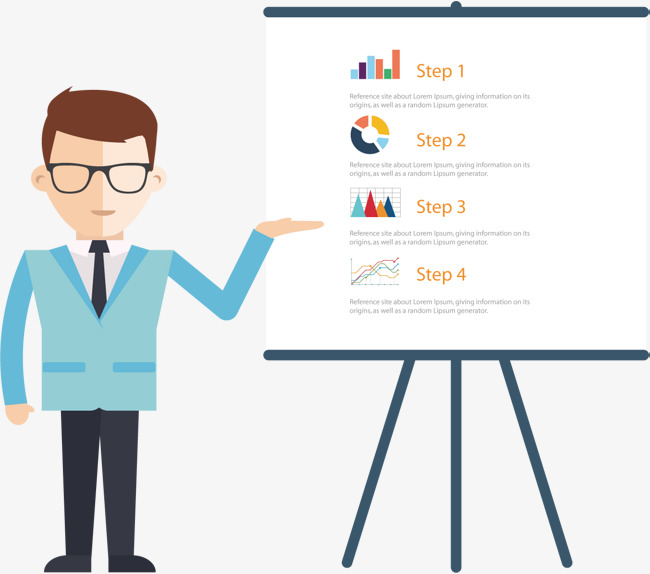 Step 1
Reference site about Lorem Ipsum, giving information on its
origins, as well as a random Lipsum generator.
Step 2
Reference site about Lorem Ipsum, giving information on its
origins, as well as a random Lipsum generator.
Step 3
Reference site about Lorem Ipsum, giving information on its
origins, as well as a random Lipsum generator.
Step 4
Reference site about Lorem Ipsum, giving information on its
origins, as well as a random Lipsum generator.